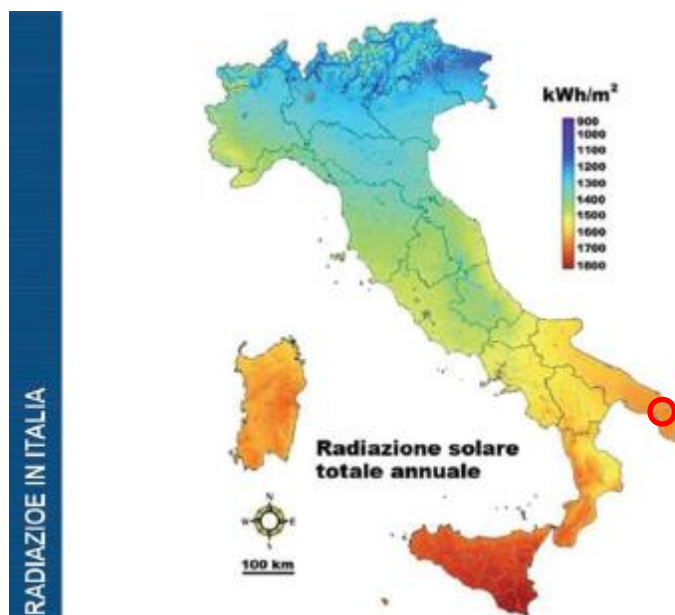 RADIAZIOE IN ITALIA
kWh/m²
900
1000
1100
1200
1300
1400
1500
1600
1700
1800
Radiazione solare
totale annuale
N
W E
S
100 km